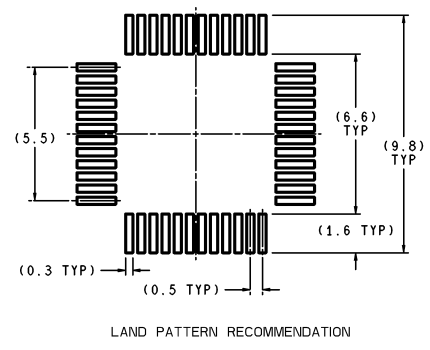 (6.6)
TYP
(5.5)
(9.8)
TYP
(1.6 TYP)
(0.3 TYP)
(0.5 TYP)
LAND PATTERN RECOMMENDATION